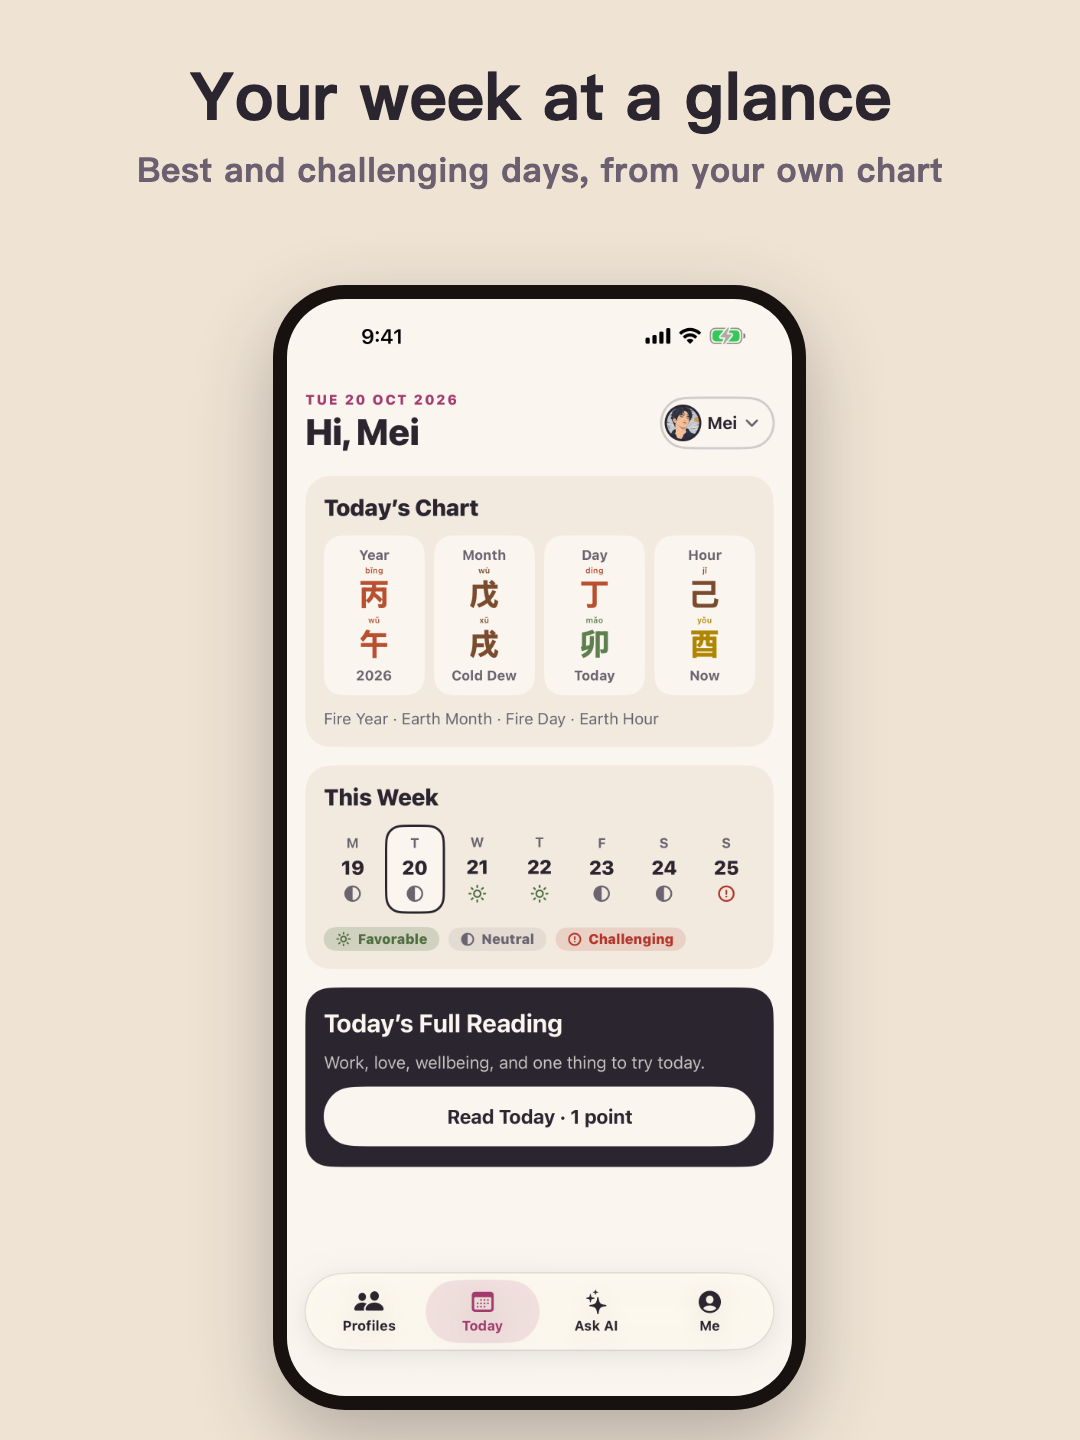 Your week at a glance
Best and challenging days, from your own chart
9:41
TUE 20 OCT 2026
Hi, Mei
Mei
Today's Chart
Year Month Day Hour
bǐng wù dīng jǐ
丙 戊 丁 己
wǔ xū mǎo yǒu
午 戌 卯 酉
2026 Cold Dew Today Now
Fire Year · Earth Month · Fire Day · Earth Hour
This Week
M T W T F S S
19 20 21 22 23 24 25
Favorable Neutral Challenging
Today's Full Reading
Work, love, wellbeing, and one thing to try today.
Read Today · 1 point
Profiles Today Ask AI Me